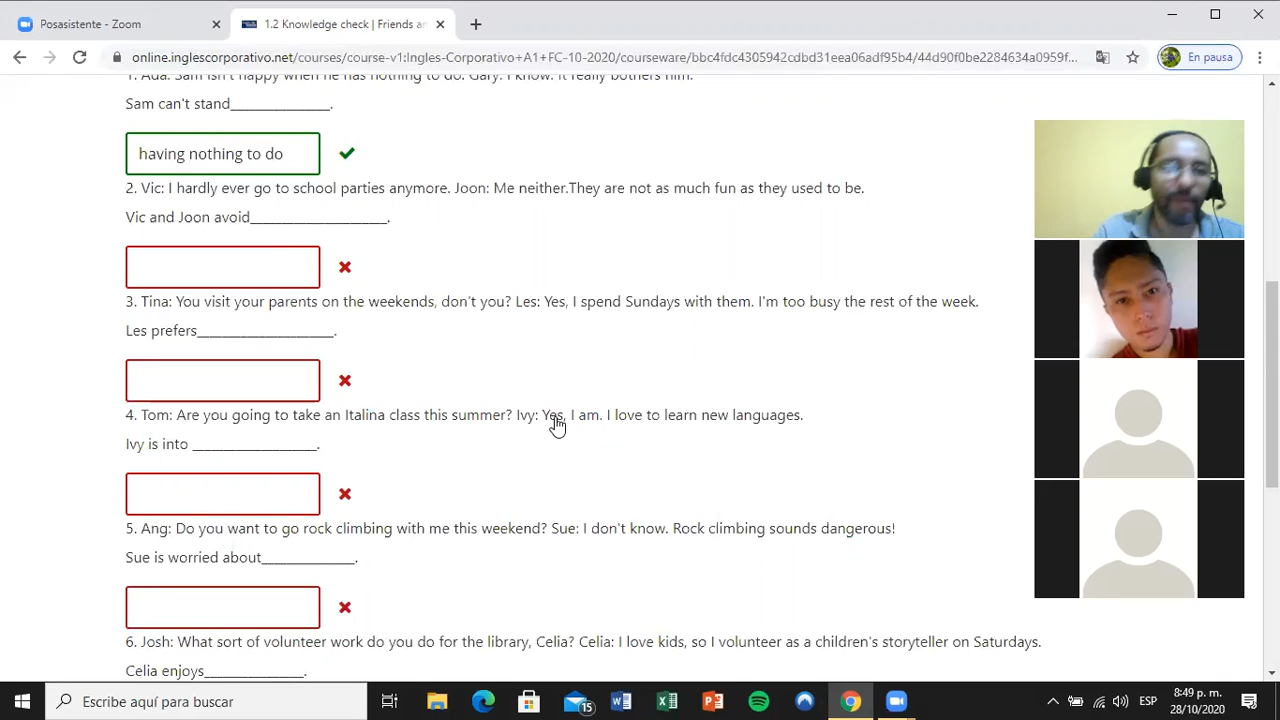 Posasistente - Zoom
1.2 Knowledge check | Friends an
online.inglescorporativo.net/courses/course-v1:Ingles-Corporativo+A1+FC-10-2020/courseware/bbc4fdc4305942cdbd31eea06adf95b4/44d90f0be2284136a0959f...
En pausa
1. Ada: Sam isn't happy when he has nothing to do. Gary: I know. It really bothers him.
Sam can't stand_______________.
having nothing to do
2. Vic: I hardly ever go to school parties anymore. Joon: Me neither.They are not as much fun as they used to be.
Vic and Joon avoid_____________________.
3. Tina: You visit your parents on the weekends, don't you? Les: Yes, I spend Sundays with them. I'm too busy the rest of the week.
Les prefers_____________________.
4. Tom: Are you going to take an Italina class this summer? Ivy: Yes, I am. I love to learn new languages.
Ivy is into ___________________.
5. Ang: Do you want to go rock climbing with me this weekend? Sue: I don't know. Rock climbing sounds dangerous!
Sue is worried about______________.
6. Josh: What sort of volunteer work do you do for the library, Celia? Celia: I love kids, so I volunteer as a children's storyteller on Saturdays.
Celia enjoys_______________.
Escribe aquí para buscar
15
ESP
8:49 p. m.
28/10/2020